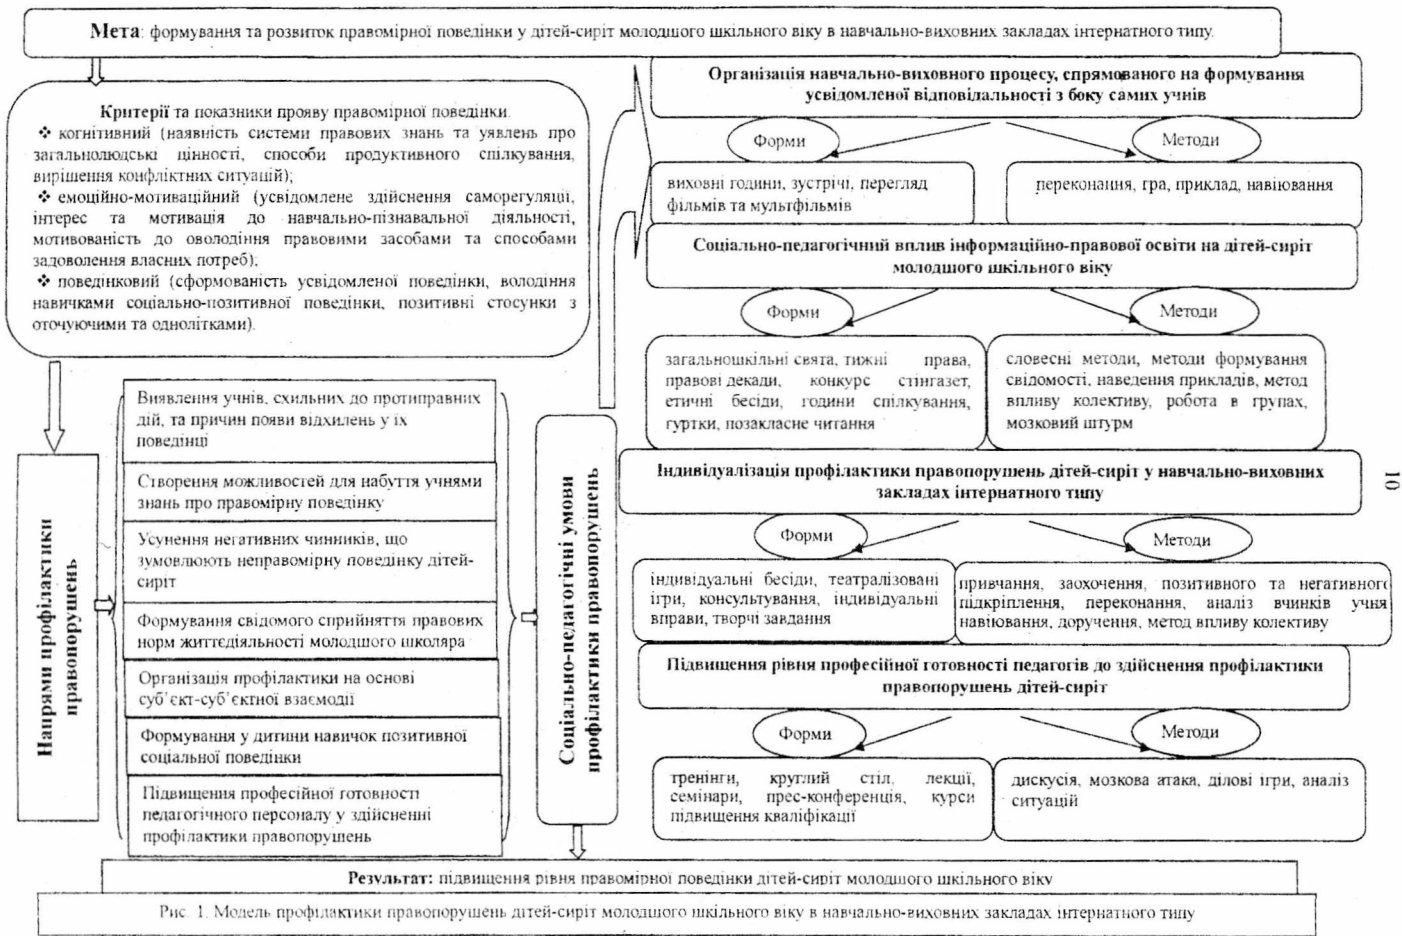 Мета: формування та розвиток правомірної поведінки у дітей-сиріт молодшого шкільного віку в навчально-виховних закладах інтернатного типу.
Критерії та показники прояву правомірної поведінки
❖ когнітивний (наявність системи правових знань та уявлень про
загальнолюдські цінності, способи продуктивного спілкування,
вирішення конфліктних ситуацій);
❖ емоційно-мотиваційний (усвідомлене здійснення саморегуляції,
інтерес та мотивація до навчально-пізнавальної діяльності,
мотивованість до оволодіння правовими засобами та способами
задоволення власних потреб);
❖ поведінковий (сформованість усвідомленої поведінки, володіння
навичками соціально-позитивної поведінки, позитивні стосунки з
оточуючими та однолітками).
Напрями профілактики
правопорушень
Виявлення учнів, схильних до протиправних
дій, та причин появи відхилень у їх
поведінці
Створення можливостей для набуття учнями
знань про правомірну поведінку
Усунення негативних чинників, що
зумовлюють неправомірну поведінку дітей-
сиріт
Формування свідомого сприйняття правових
норм життєдіяльності молодшого школяра
Організація профілактики на основі
суб'єкт-суб'єктної взаємодії
Формування у дитини навичок позитивної
соціальної поведінки
Підвищення професійної готовності
педагогічного персоналу у здійсненні
профілактики правопорушень
Соціально-педагогічні умови
профілактики правопорушень
Організація навчально-виховного процесу, спрямованого на формування
усвідомленої відповідальності з боку самих учнів
Форми
Методи
виховні години, зустрічі, перегляд
фільмів та мультфільмів
переконання, гра, приклад, навіювання
Соціально-педагогічний вплив інформаційно-правової освіти на дітей-сиріт
молодшого шкільного віку
Форми
Методи
загальношкільні свята, тижні права,
правові декади, конкурс стінгазет,
етичні бесіди, години спілкування,
гуртки, позакласне читання
словесні методи, методи формування
свідомості, наведення прикладів, метод
впливу колективу, робота в групах,
мозковий штурм
Індивідуалізація профілактики правопорушень дітей-сиріт у навчально-виховних
закладах інтернатного типу
Форми
Методи
індивідуальні бесіди, театралізовані
ігри, консультування, індивідуальні
вправи, творчі завдання
привчання, заохочення, позитивного та негативного
підкріплення, переконання, аналіз вчинків учня
навіювання, доручення, метод впливу колективу
Підвищення рівня професійної готовності педагогів до здійснення профілактики
правопорушень дітей-сиріт
Форми
Методи
тренінги, круглий стіл, лекції,
семінари, прес-конференція, курси
підвищення кваліфікації
дискусія, мозкова атака, ділові ігри, аналіз
ситуацій
10
Результат: підвищення рівня правомірної поведінки дітей-сиріт молодшого шкільного віку
Рис. 1. Модель профілактики правопорушень дітей-сиріт молодшого шкільного віку в навчально-виховних закладах інтернатного типу